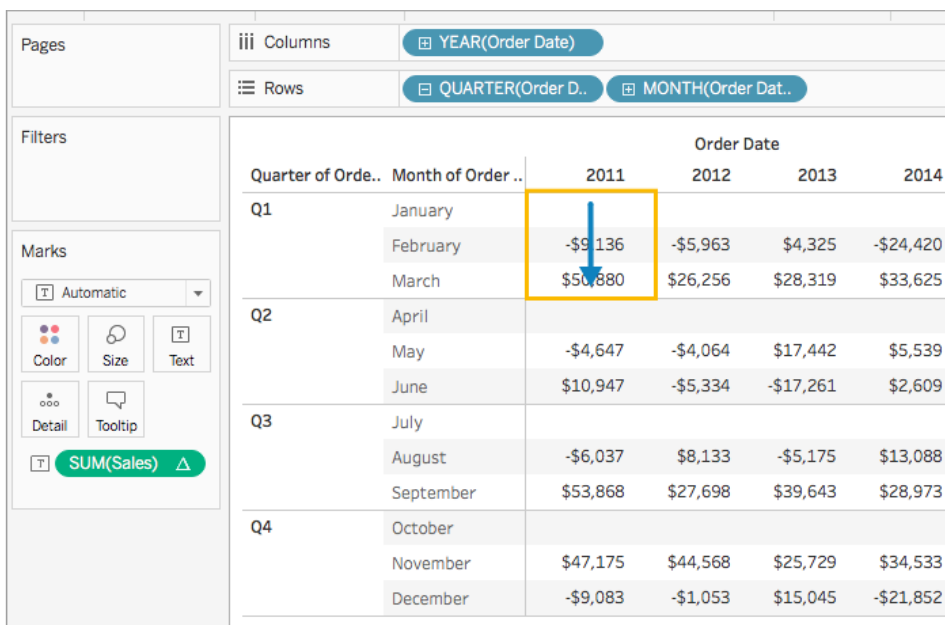 Pages
Columns
YEAR(Order Date)
Rows
QUARTER(Order D..
MONTH(Order Dat..
Filters
Marks
T Automatic
Color
Size
T
Text
Detail
Tooltip
T SUM(Sales) Δ
Order Date
Quarter of Orde.. Month of Order .. 2011 2012 2013 2014
Q1 January
February -$9,136 -$5,963 $4,325 -$24,420
March $50,880 $26,256 $28,319 $33,625
Q2 April
May -$4,647 -$4,064 $17,442 $5,539
June $10,947 -$5,334 -$17,261 $2,609
Q3 July
August -$6,037 $8,133 -$5,175 $13,088
September $53,868 $27,698 $39,643 $28,973
Q4 October
November $47,175 $44,568 $25,729 $34,533
December -$9,083 -$1,053 $15,045 -$21,852